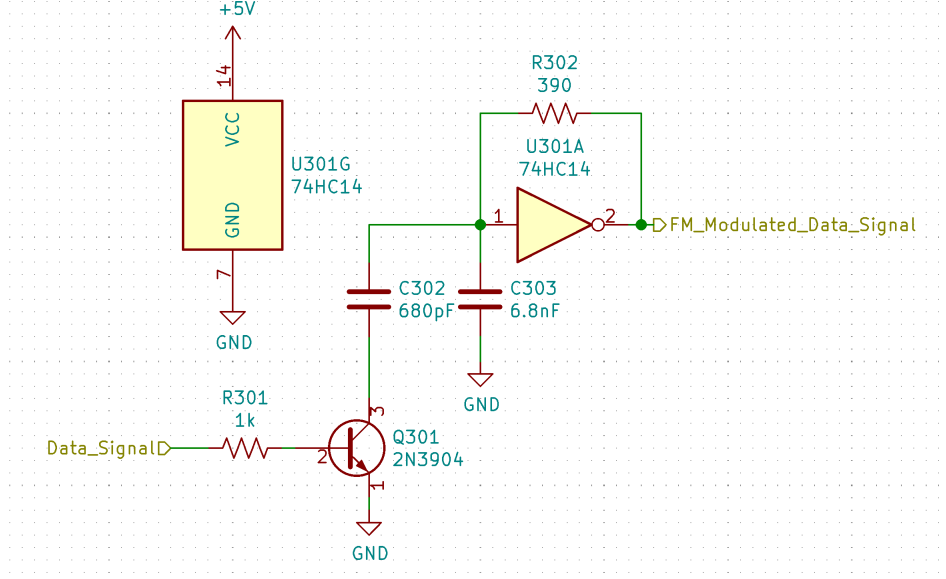 +5V
14
VCC
GND
7
U301G
74HC14
GND
R302
390
U301A
74HC14
1
2
FM_Modulated_Data_Signal
C302
680pF
C303
6.8nF
GND
R301
1k
Data_Signal
2
3
1
Q301
2N3904
GND